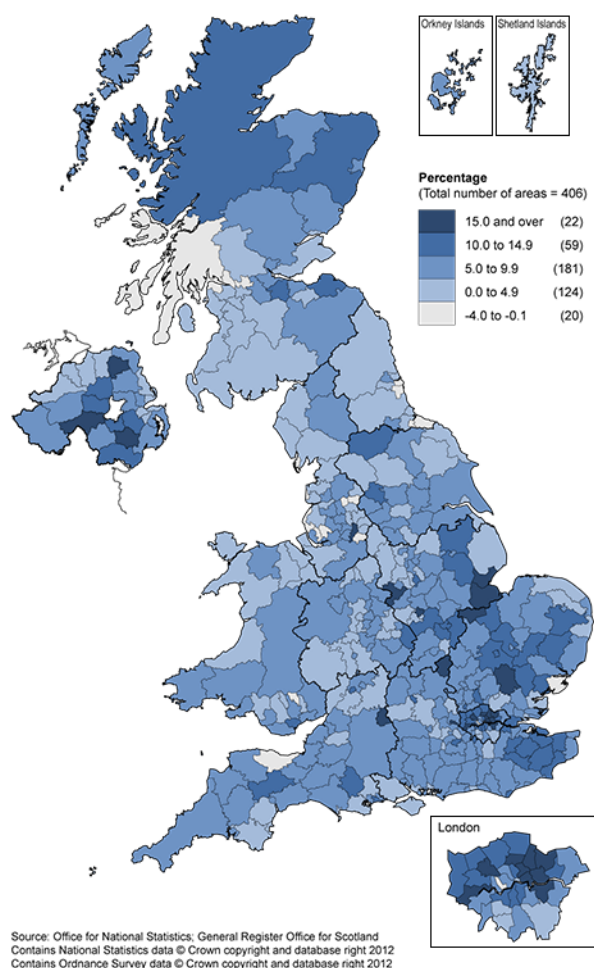 Orkney Islands
Shetland Islands
Percentage
(Total number of areas = 406)
15.0 and over (22)
10.0 to 14.9 (59)
5.0 to 9.9 (181)
0.0 to 4.9 (124)
-4.0 to -0.1 (20)
London
Source: Office for National Statistics; General Register Office for Scotland
Contains National Statistics data © Crown copyright and database right 2012
Contains Ordnance Survey data © Crown copyright and database right 2012